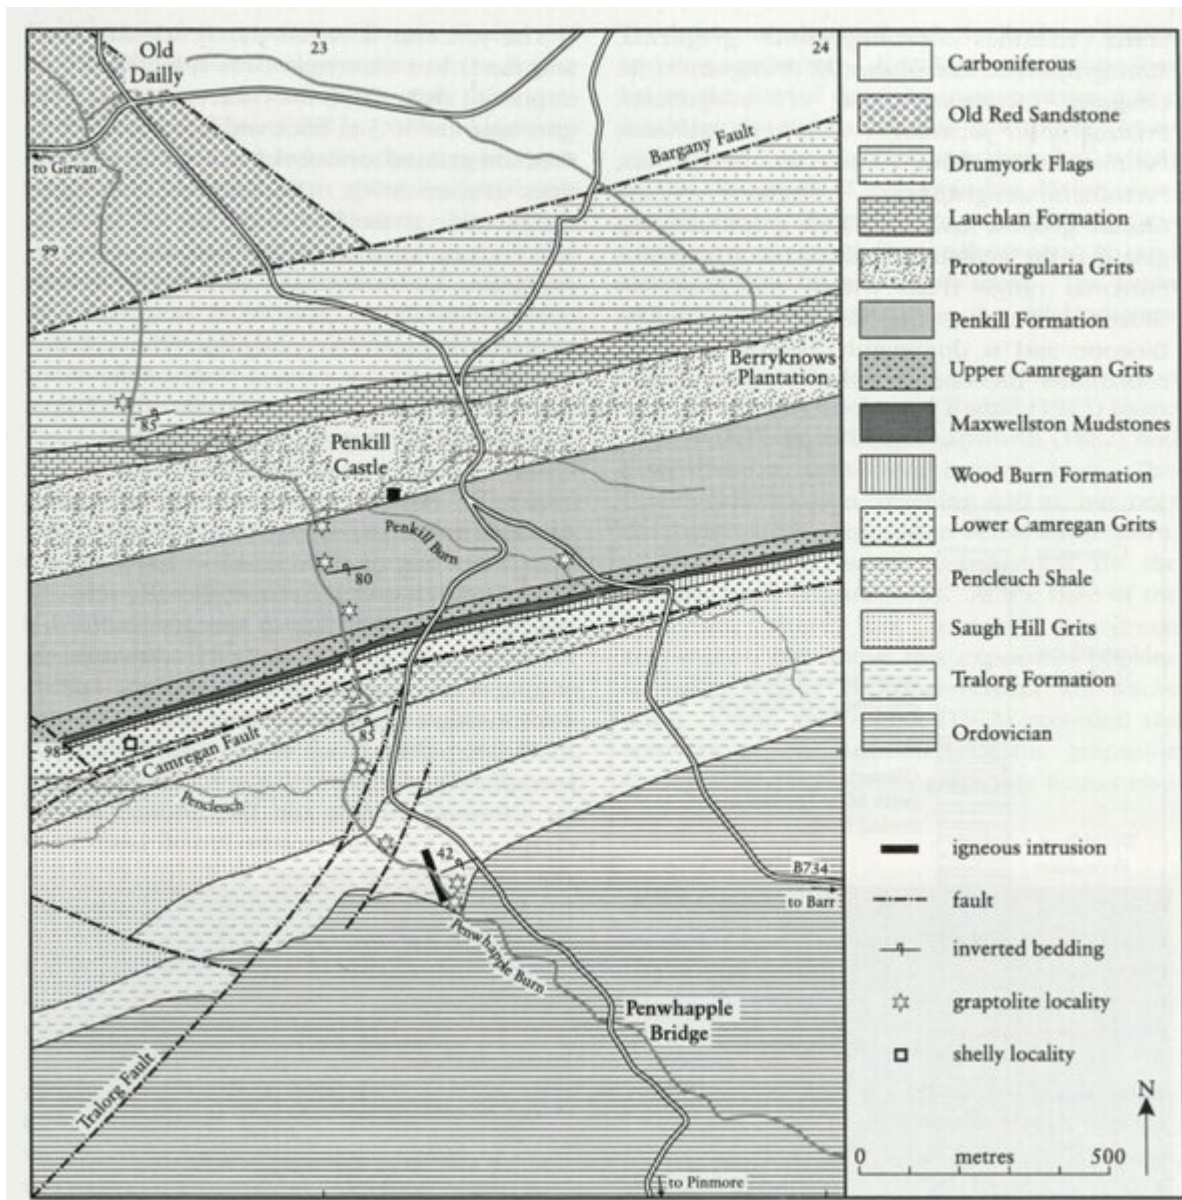 23
24
Old
Dailly
to Girvan
Bargany Fault
99
Berryknows
Plantation
85
Penkill
Castle
Penkill Burn
80
98
Camregan Fault
85
Pencleuch
42
B734
to Barr
Penwhapple Burn
Penwhapple
Bridge
Tralorg Fault
to Pinmore
Carboniferous
Old Red Sandstone
Drumyork Flags
Lauchlan Formation
Protovirgularia Grits
Penkill Formation
Upper Camregan Grits
Maxwellston Mudstones
Wood Burn Formation
Lower Camregan Grits
Pencleuch Shale
Saugh Hill Grits
Tralorg Formation
Ordovician
igneous intrusion
fault
inverted bedding
graptolite locality
shelly locality
N
0 metres 500